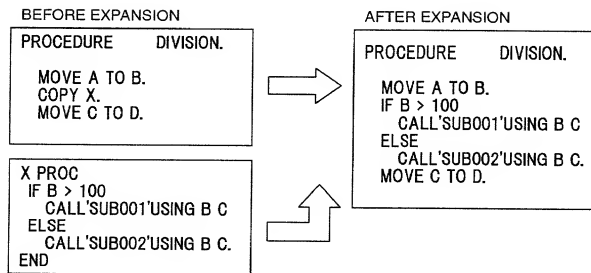 BEFORE EXPANSION
PROCEDURE DIVISION.
MOVE A TO B.
COPY X.
MOVE C TO D.
X PROC
IF B > 100
CALL'SUB001'USING B C
ELSE
CALL'SUB002'USING B C.
END
AFTER EXPANSION
PROCEDURE DIVISION.
MOVE A TO B.
IF B > 100
CALL'SUB001'USING B C
ELSE
CALL'SUB002'USING B C.
MOVE C TO D.